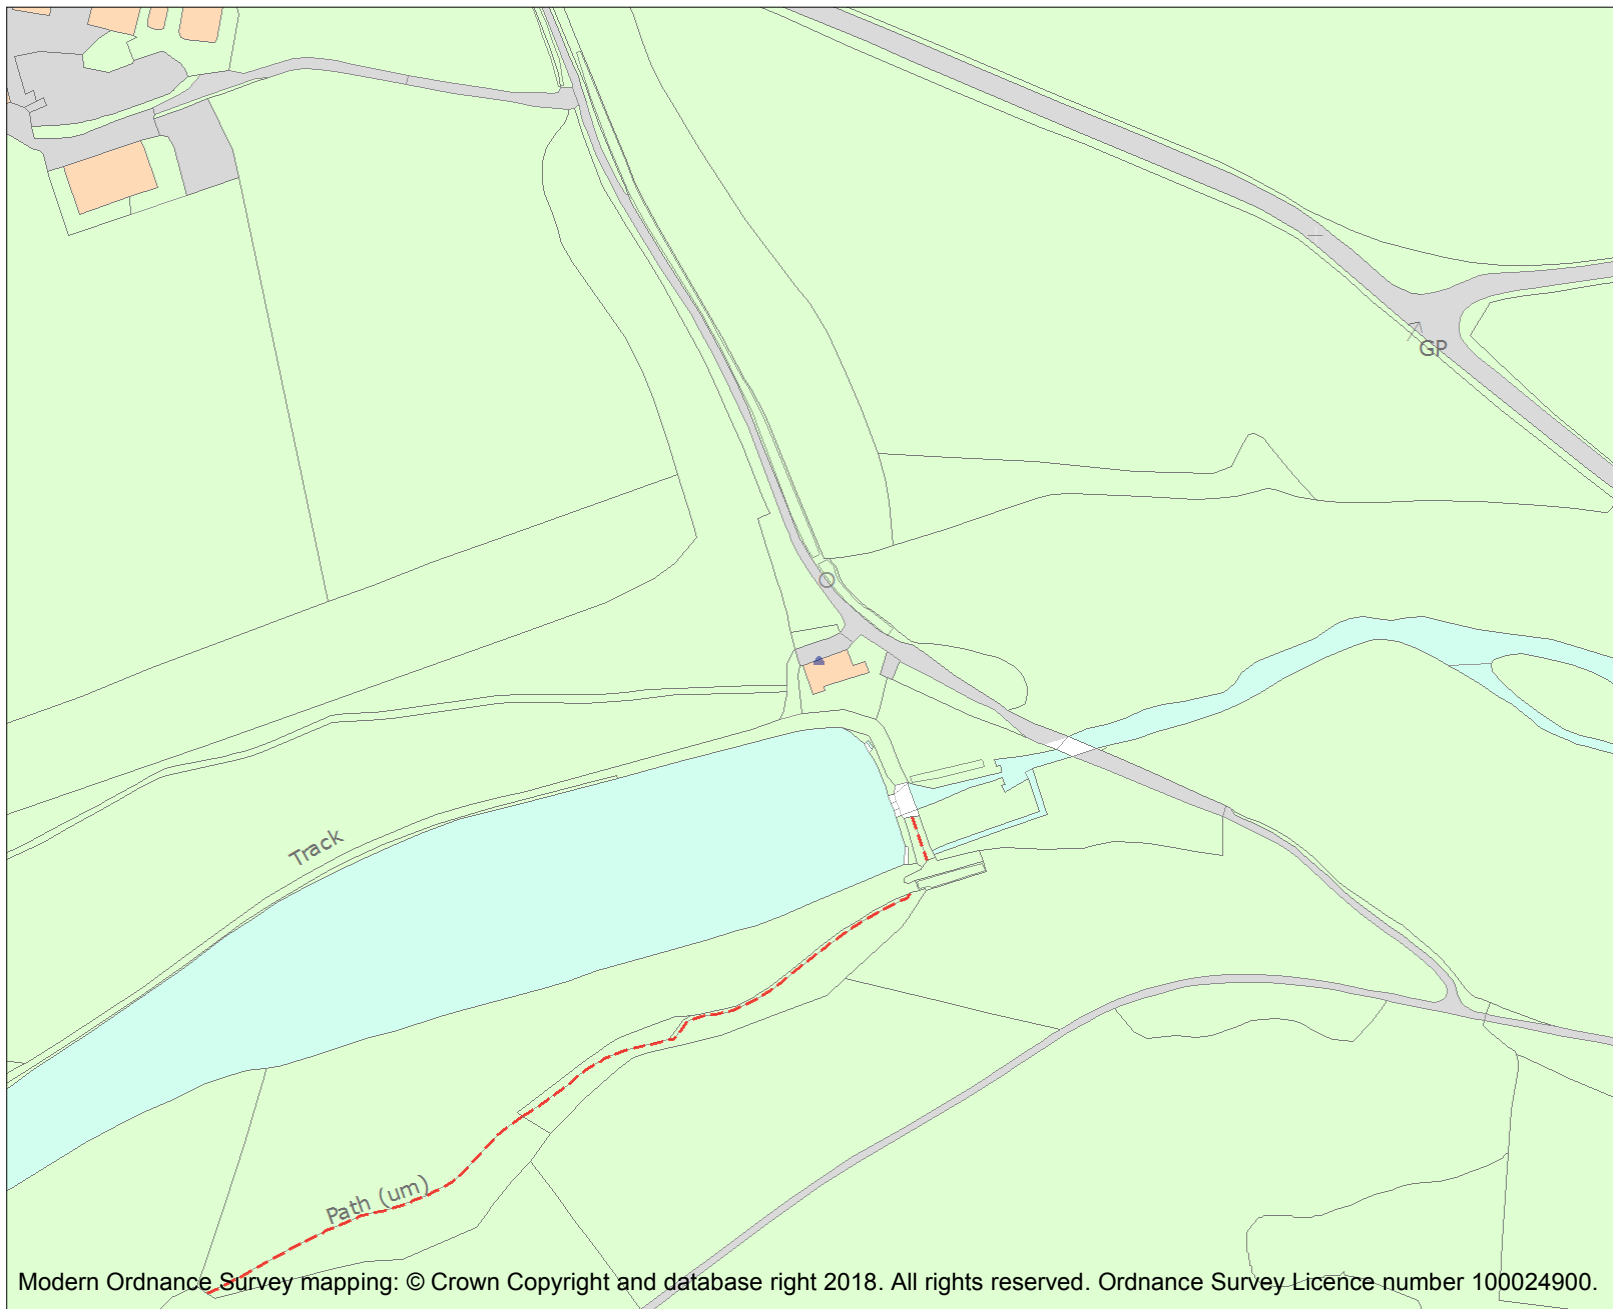 GP
Track
Path (um)
Modern Ordnance Survey mapping: © Crown Copyright and database right 2018. All rights reserved. Ordnance Survey Licence number 100024900.